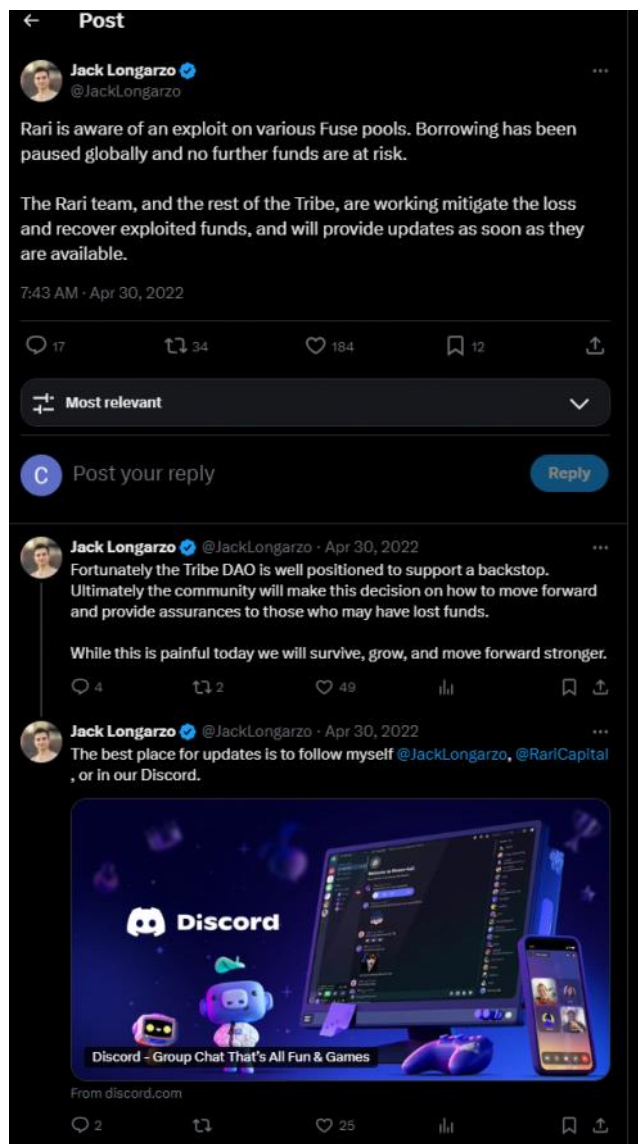 Post
Jack Longarzo
@JackLongarzo
Rari is aware of an exploit on various Fuse pools. Borrowing has been
paused globally and no further funds are at risk.
The Rari team, and the rest of the Tribe, are working mitigate the loss
and recover exploited funds, and will provide updates as soon as they
are available.
7:43 AM · Apr 30, 2022
17 34 184 12
Most relevant
C Post your reply Reply
Jack Longarzo @JackLongarzo · Apr 30, 2022
Fortunately the Tribe DAO is well positioned to support a backstop.
Ultimately the community will make this decision on how to move forward
and provide assurances to those who may have lost funds.
While this is painful today we will survive, grow, and move forward stronger.
4 2 49
Jack Longarzo @JackLongarzo · Apr 30, 2022
The best place for updates is to follow myself @JackLongarzo, @RariCapital
, or in our Discord.
Discord
Discord - Group Chat That's All Fun & Games
From discord.com
2 25